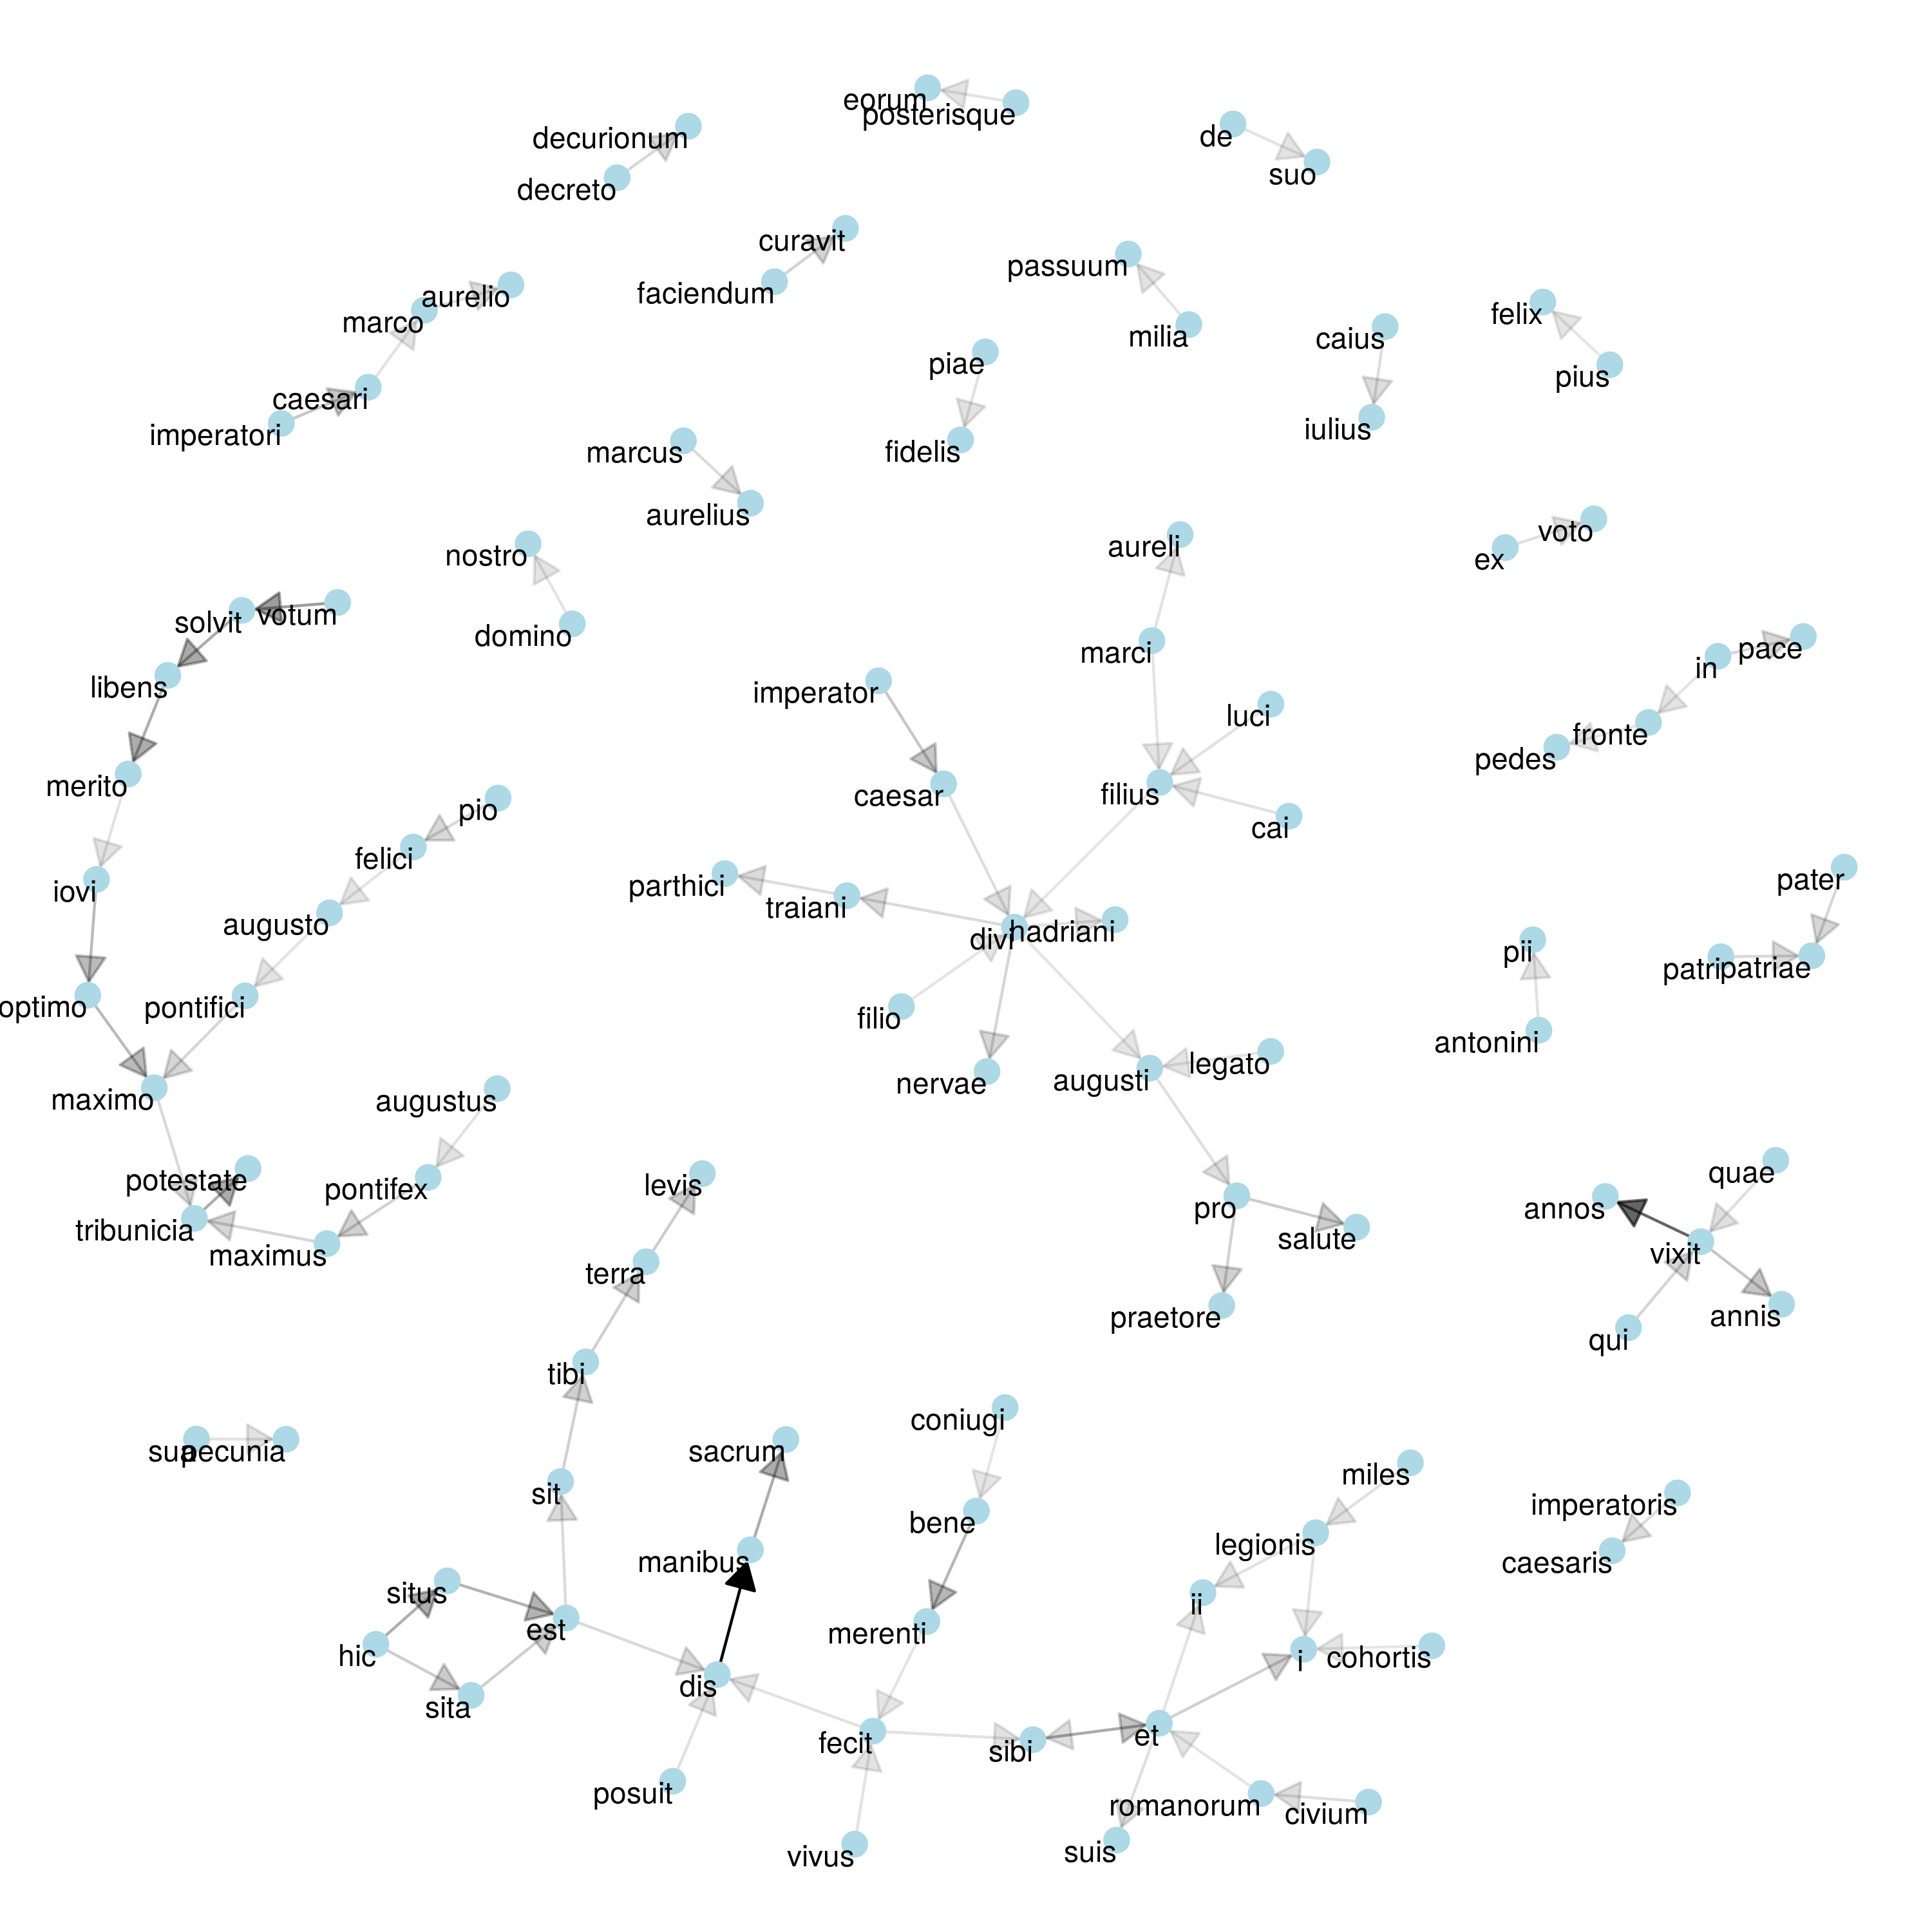 eorum
posterisque
decurionum
de
decreto
suo
curavit
passuum
faciendum
aurelio
felix
marco
milia
caius
piae
pius
caesari
imperatori
iulius
marcus
fidelis
aurelius
voto
aureli
nostro
ex
votum
solvit
domino
pace
marci
in
libens
imperator
luci
fronte
pedes
merito
filius
caesar
pio
cai
felici
pater
parthici
iovi
traiani
augusto
hadriani
divi
pii
patri
patriae
optimo
pontifici
filio
antonini
legato
augusti
nervae
maximo
augustus
quae
potestate
levis
pontifex
pro
annos
tribunicia
salute
maximus
vixit
terra
praetore
annis
qui
tibi
coniugi
sua
pecunia
sacrum
miles
sit
imperatoris
bene
legionis
manibus
caesaris
situs
ii
est
merenti
hic
i
cohortis
dis
sita
et
fecit
sibi
posuit
romanorum
civium
suis
vivus